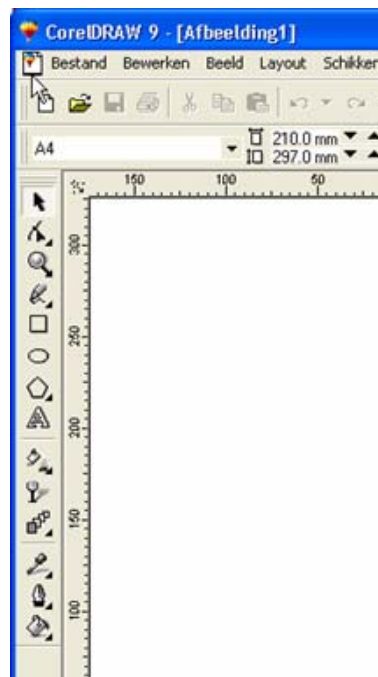 CorelDRAW 9 - [Afbeelding1]
Bestand Bewerken Beeld Layout Schikken
A4
210.0 mm
297.0 mm
150 100 50
300
250
200
150
100